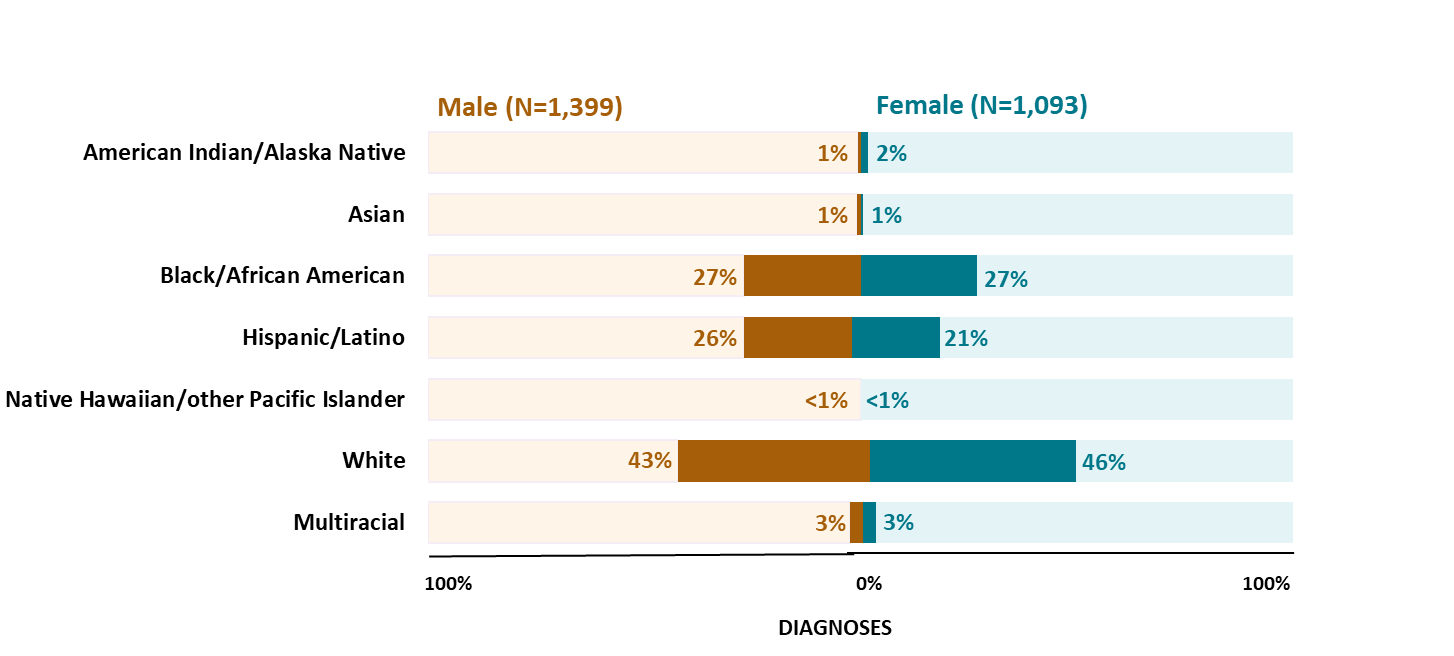 Male (N=1,399) Female (N=1,093)
American Indian/Alaska Native 1% 2%
Asian 1% 1%
Black/African American 27% 27%
Hispanic/Latino 26% 21%
Native Hawaiian/other Pacific Islander <1% <1%
White 43% 46%
Multiracial 3% 3%
100% 0% 100%
DIAGNOSES